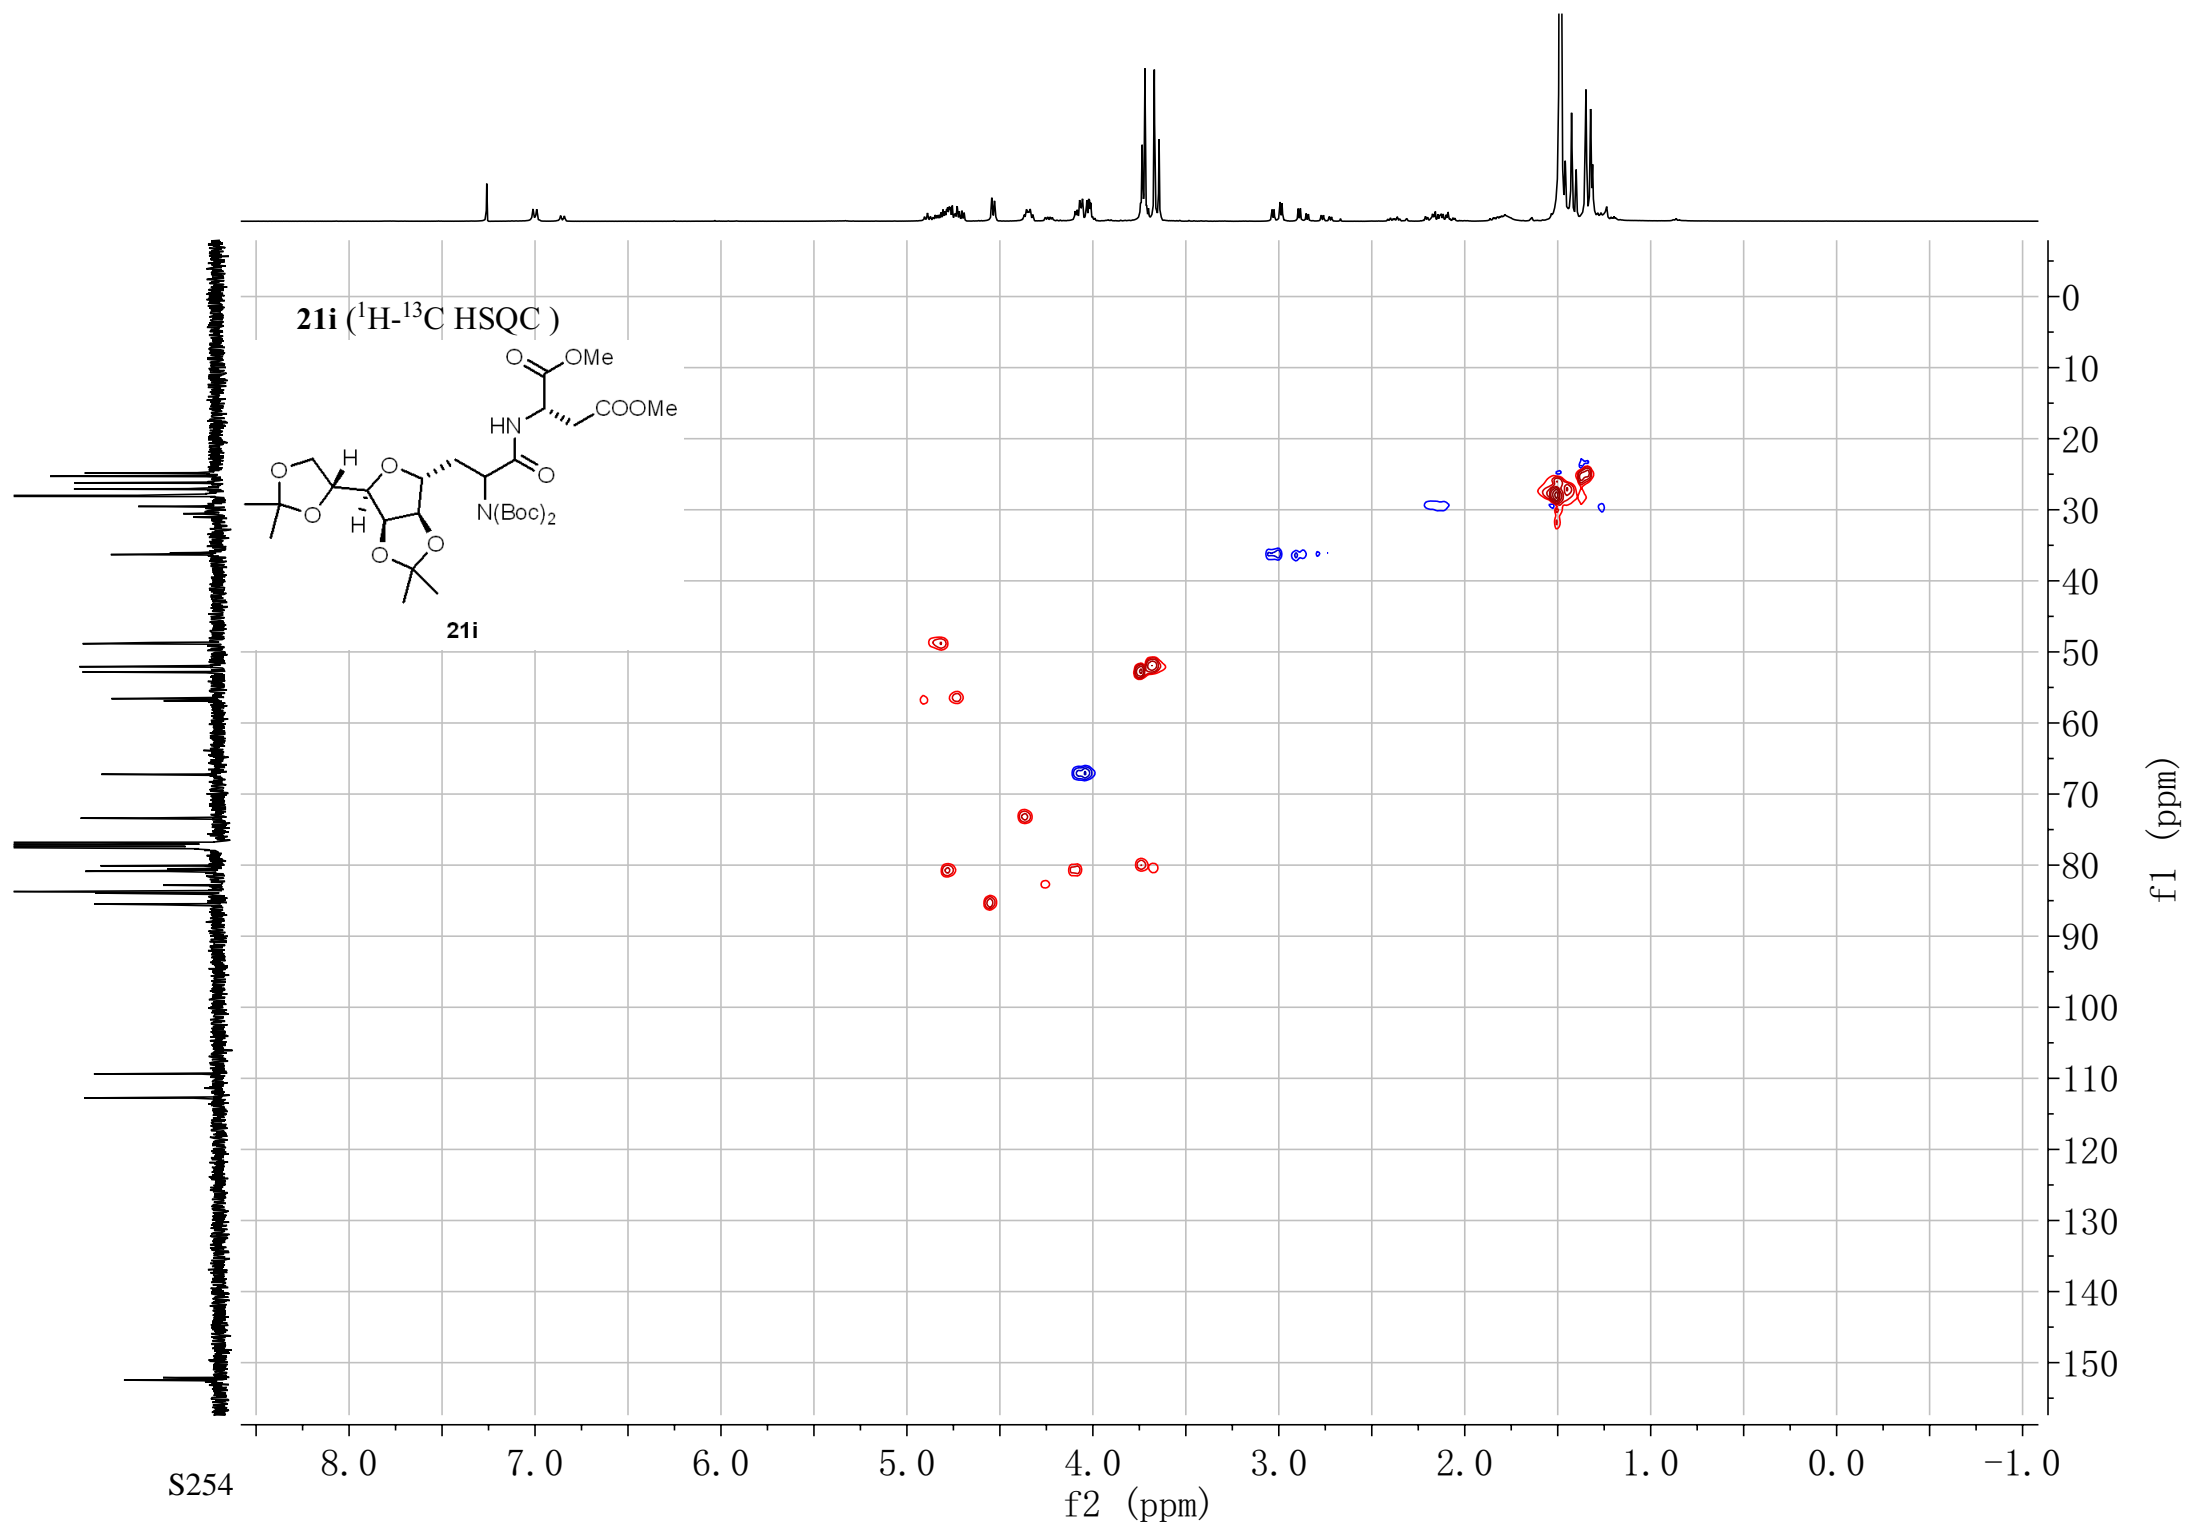 21i (¹H-¹³C HSQC )
O
OMe
COOMe
HN
H
O
O
O
N(Boc)₂
O
H
O
O
21i
0
10
20
30
40
50
60
70
80
90
100
110
120
130
140
150
f1 (ppm)
8.0 7.0 6.0 5.0 4.0 3.0 2.0 1.0 0.0 -1.0
f2 (ppm)
S254